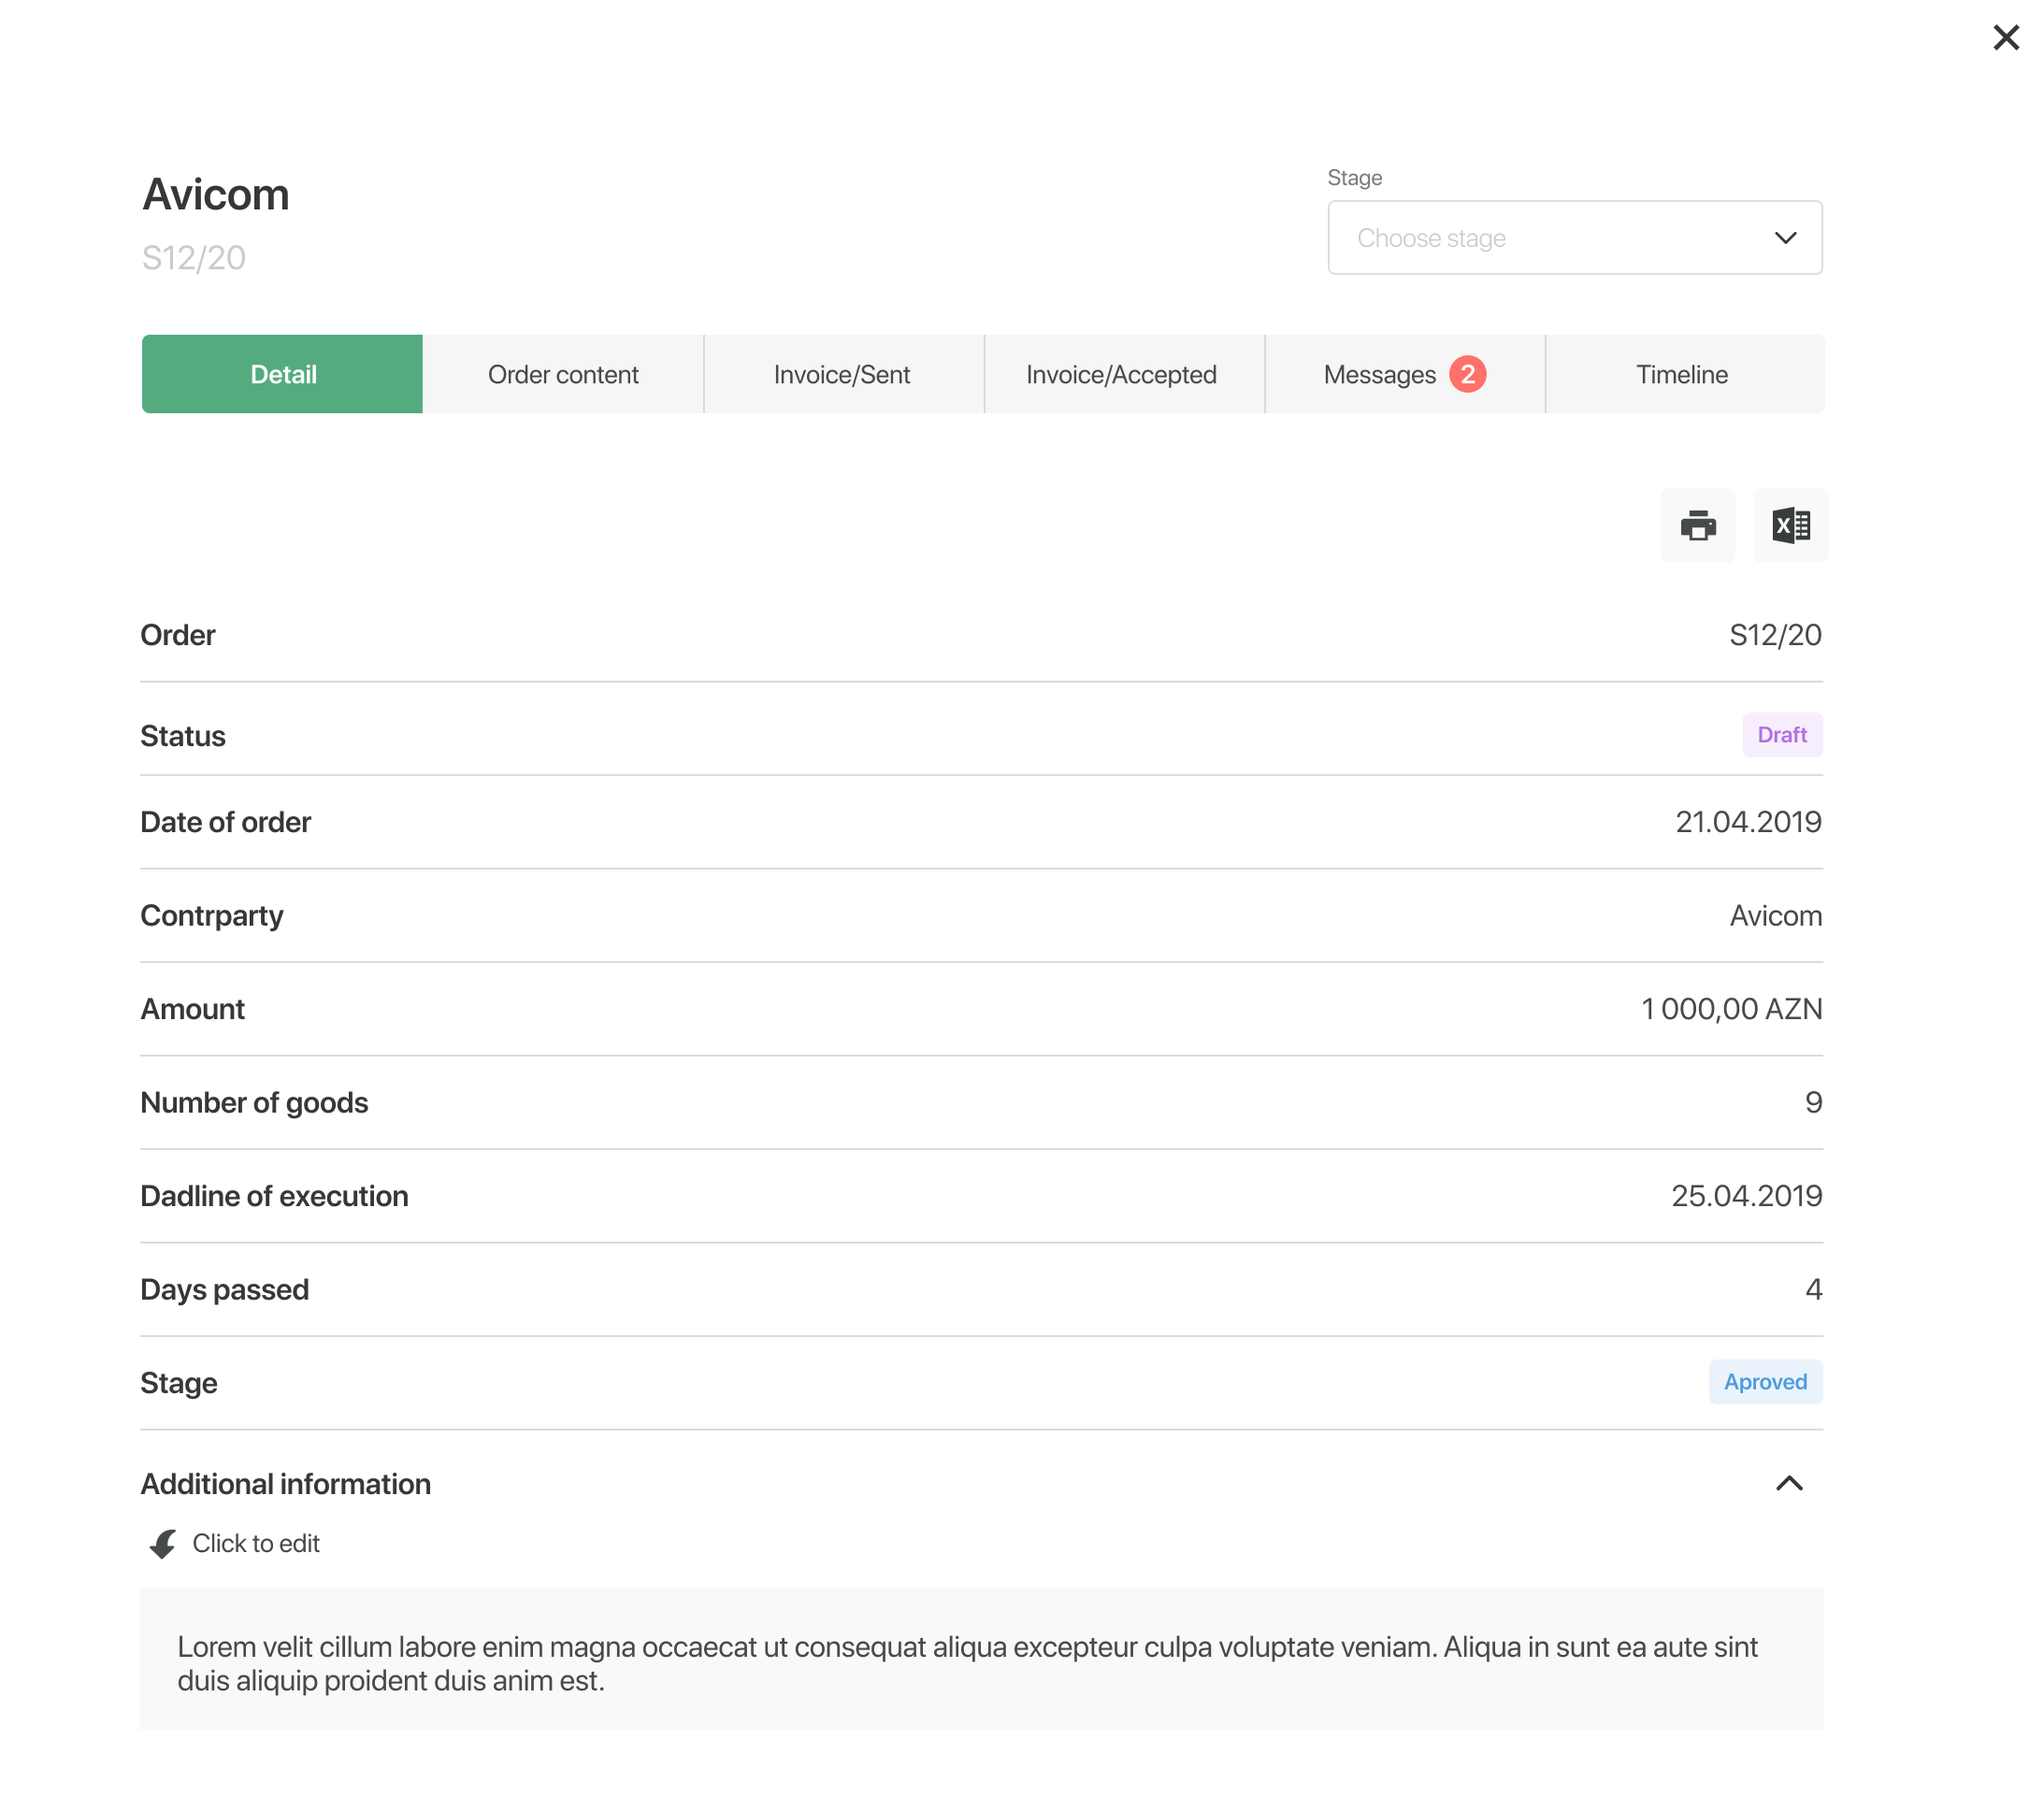 Avicom
S12/20
Stage
Choose stage
Detail
Order content
Invoice/Sent
Invoice/Accepted
Messages 2
Timeline
Order S12/20
Status Draft
Date of order 21.04.2019
Contrparty Avicom
Amount 1 000,00 AZN
Number of goods 9
Dadline of execution 25.04.2019
Days passed 4
Stage Aproved
Additional information
Click to edit
Lorem velit cillum labore enim magna occaecat ut consequat aliqua excepteur culpa voluptate veniam. Aliqua in sunt ea aute sint
duis aliquip proident duis anim est.